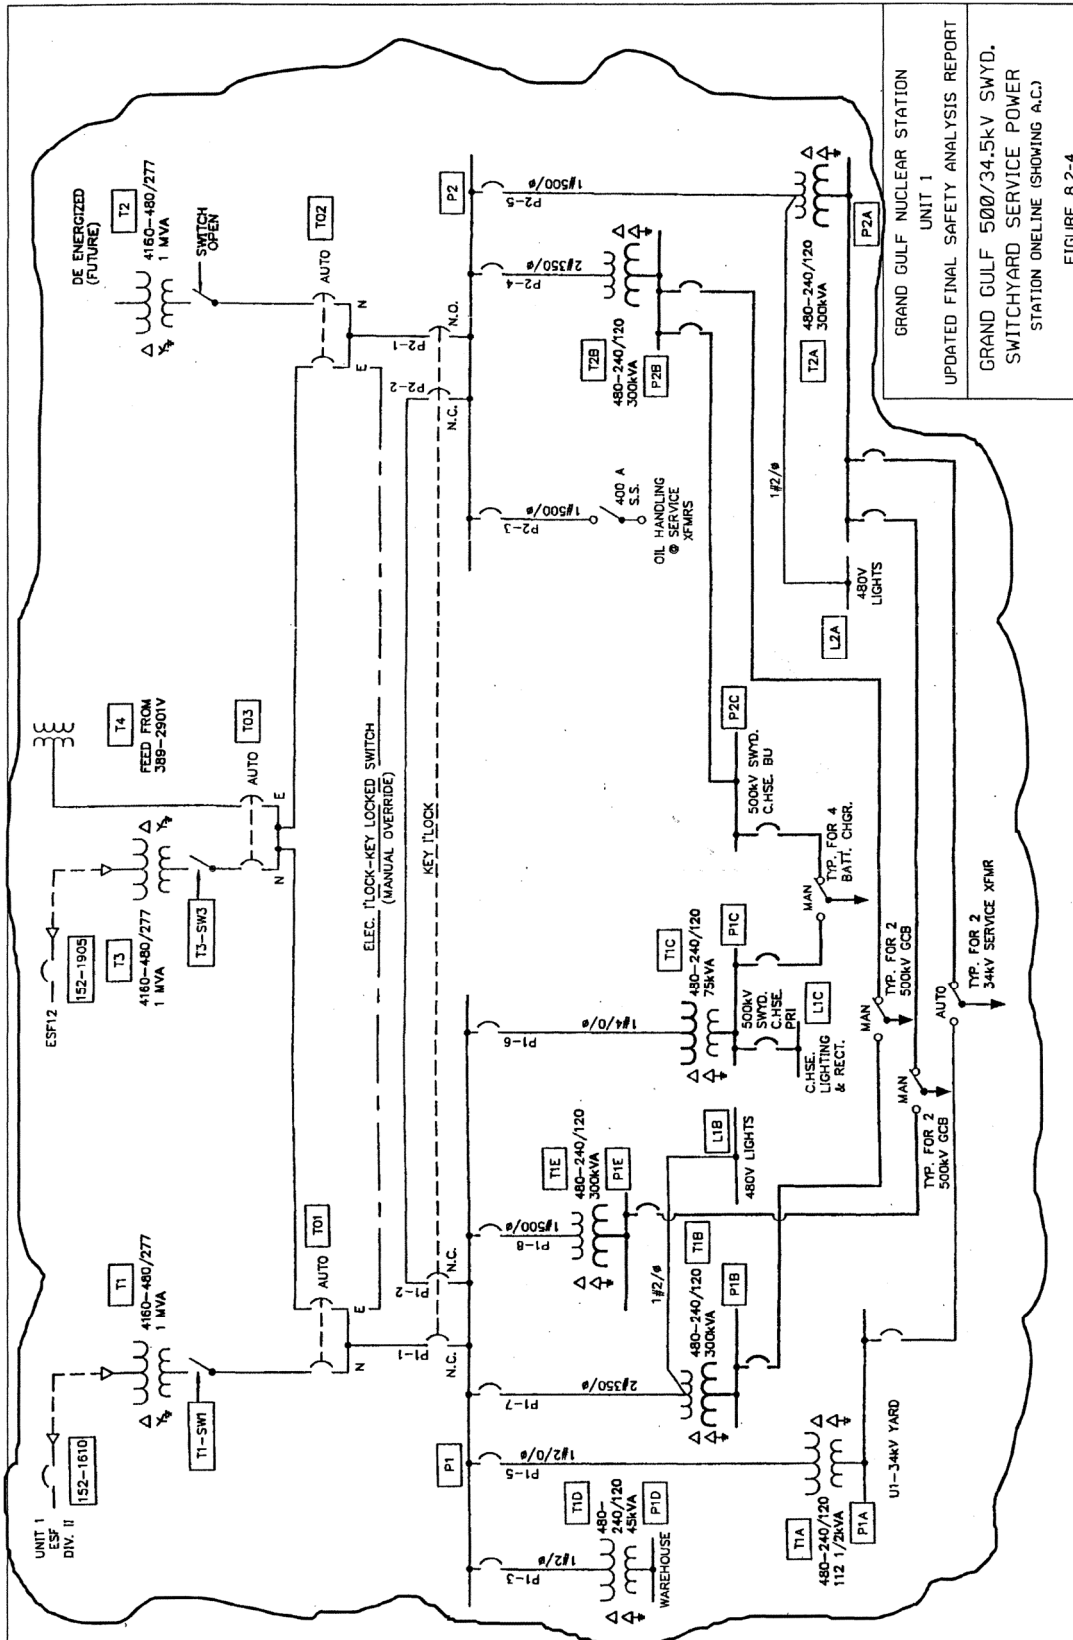 UNIT 1
ESF
DIV. II
152-1610
T1
4160-480/277
1 MVA
T1-SW1
AUTO
T01
N
E
ESF12
152-1905
T3
4160-480/277
1 MVA
T3-SW3
T4
FEED FROM
389-2901V
AUTO
T03
N
E
DE ENERGIZED
(FUTURE)
T2
4160-480/277
1 MVA
SWITCH
OPEN
AUTO
T02
E
N
ELEC. I'LOCK-KEY LOCKED SWITCH
(MANUAL OVERRIDE)
KEY I'LOCK
P1-1
N.C.
P1-2
N.C.
P2-2
N.C.
P2-1
N.O.
P1
P1-3
1#2/ø
T1D
480-
240/120
45kVA
P1D
WAREHOUSE
P1-5
1#2/0/ø
T1A
480-240/120
112 1/2kVA
P1A
U1-34kV YARD
P1-7
2#350/ø
1#2/ø
T1B
480-240/120
300kVA
P1B
P1-8
1#500/ø
T1E
480-240/120
300kVA
P1E
L1B
480V LIGHTS
P1-6
1#4/0/ø
T1C
480-240/120
75kVA
P1C
500kV
SWYD.
C.HSE.
PRI
L1C
C.HSE.
LIGHTING
& RECT.
MAN
TYP. FOR 4
BATT. CHGR.
P2C
500kV SWYD.
C.HSE. BU
MAN
TYP. FOR 2
500kV GCB
MAN
TYP. FOR 2
500kV GCB
AUTO
TYP. FOR 2
34kV SERVICE XFMR
P2
P2-3
1#500/ø
400 A
S.S.
OIL HANDLING
@ SERVICE
XFMRS
P2-4
2#350/ø
T2B
480-240/120
300kVA
P2B
P2-5
1#500/ø
1#2/ø
T2A
480-240/120
300kVA
P2A
L2A
480V
LIGHTS
GRAND GULF NUCLEAR STATION
UNIT 1
UPDATED FINAL SAFETY ANALYSIS REPORT
GRAND GULF 500/34.5kV SWYD.
SWITCHYARD SERVICE POWER
STATION ONELINE (SHOWING A.C.)
FIGURE 8.2-4